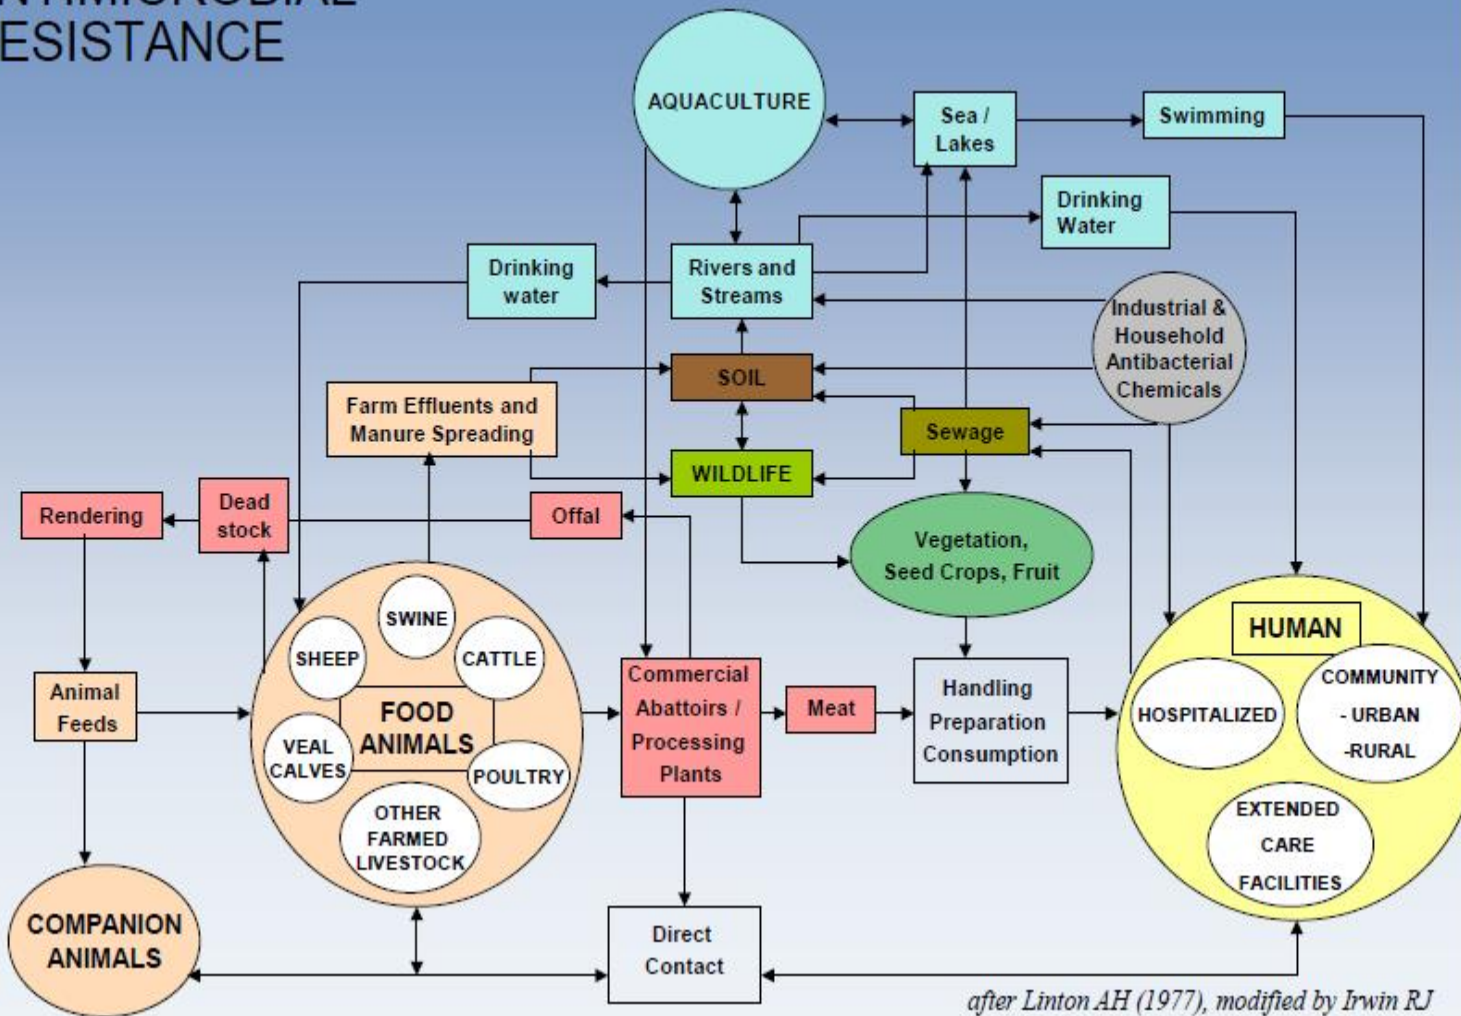 NTIMICROBIAL
ESISTANCE
AQUACULTURE
Sea /
Lakes
Swimming
Drinking
Water
Drinking
water
Rivers and
Streams
Industrial &
Household
Antibacterial
Chemicals
SOIL
Farm Effluents and
Manure Spreading
Sewage
WILDLIFE
Rendering
Dead
stock
Offal
Vegetation,
Seed Crops, Fruit
SWINE
SHEEP
CATTLE
FOOD
ANIMALS
VEAL
CALVES
POULTRY
OTHER
FARMED
LIVESTOCK
Animal
Feeds
Commercial
Abattoirs /
Processing
Plants
Meat
Handling
Preparation
Consumption
HUMAN
HOSPITALIZED
COMMUNITY
- URBAN
-RURAL
EXTENDED
CARE
FACILITIES
COMPANION
ANIMALS
Direct
Contact
after Linton AH (1977), modified by Irwin RJ